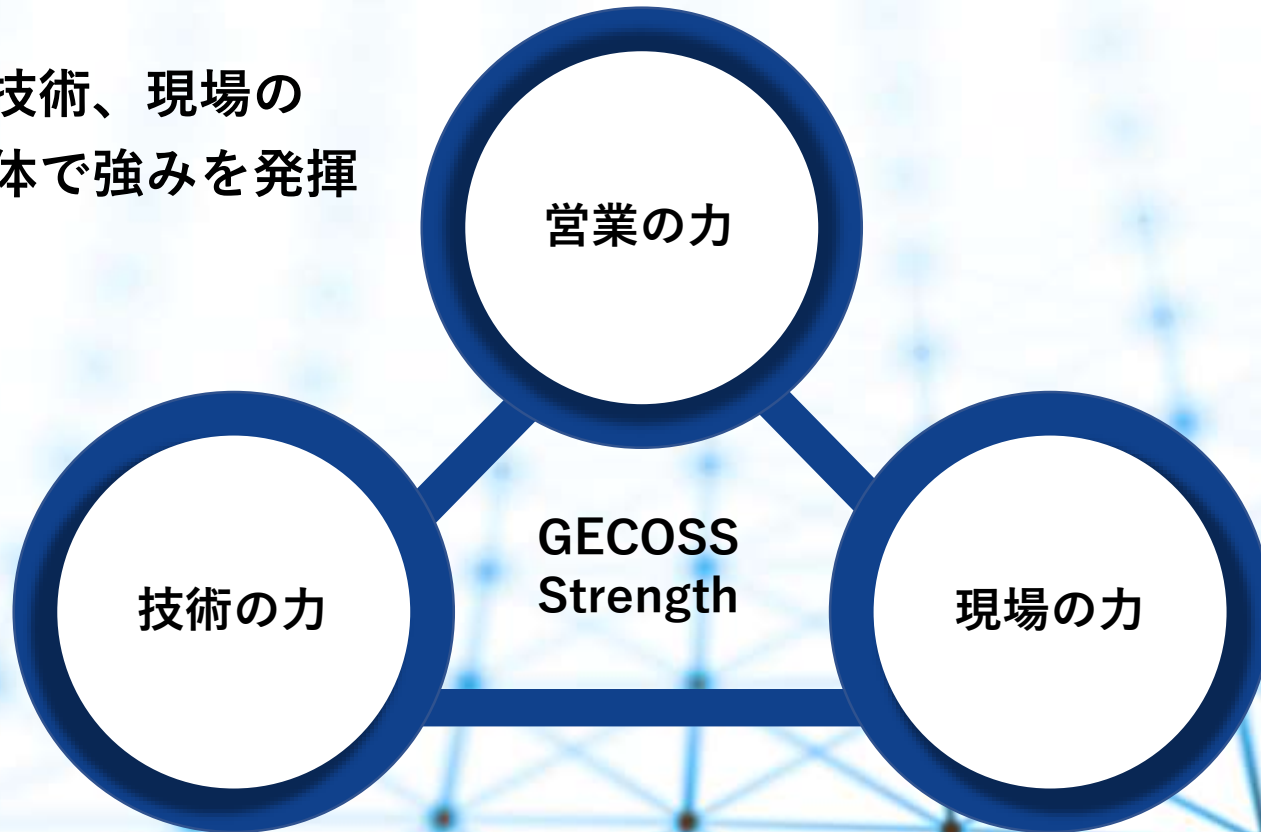 技術、現場の
体で強みを発揮
営業の力
GECOSS
Strength
技術の力
現場の力